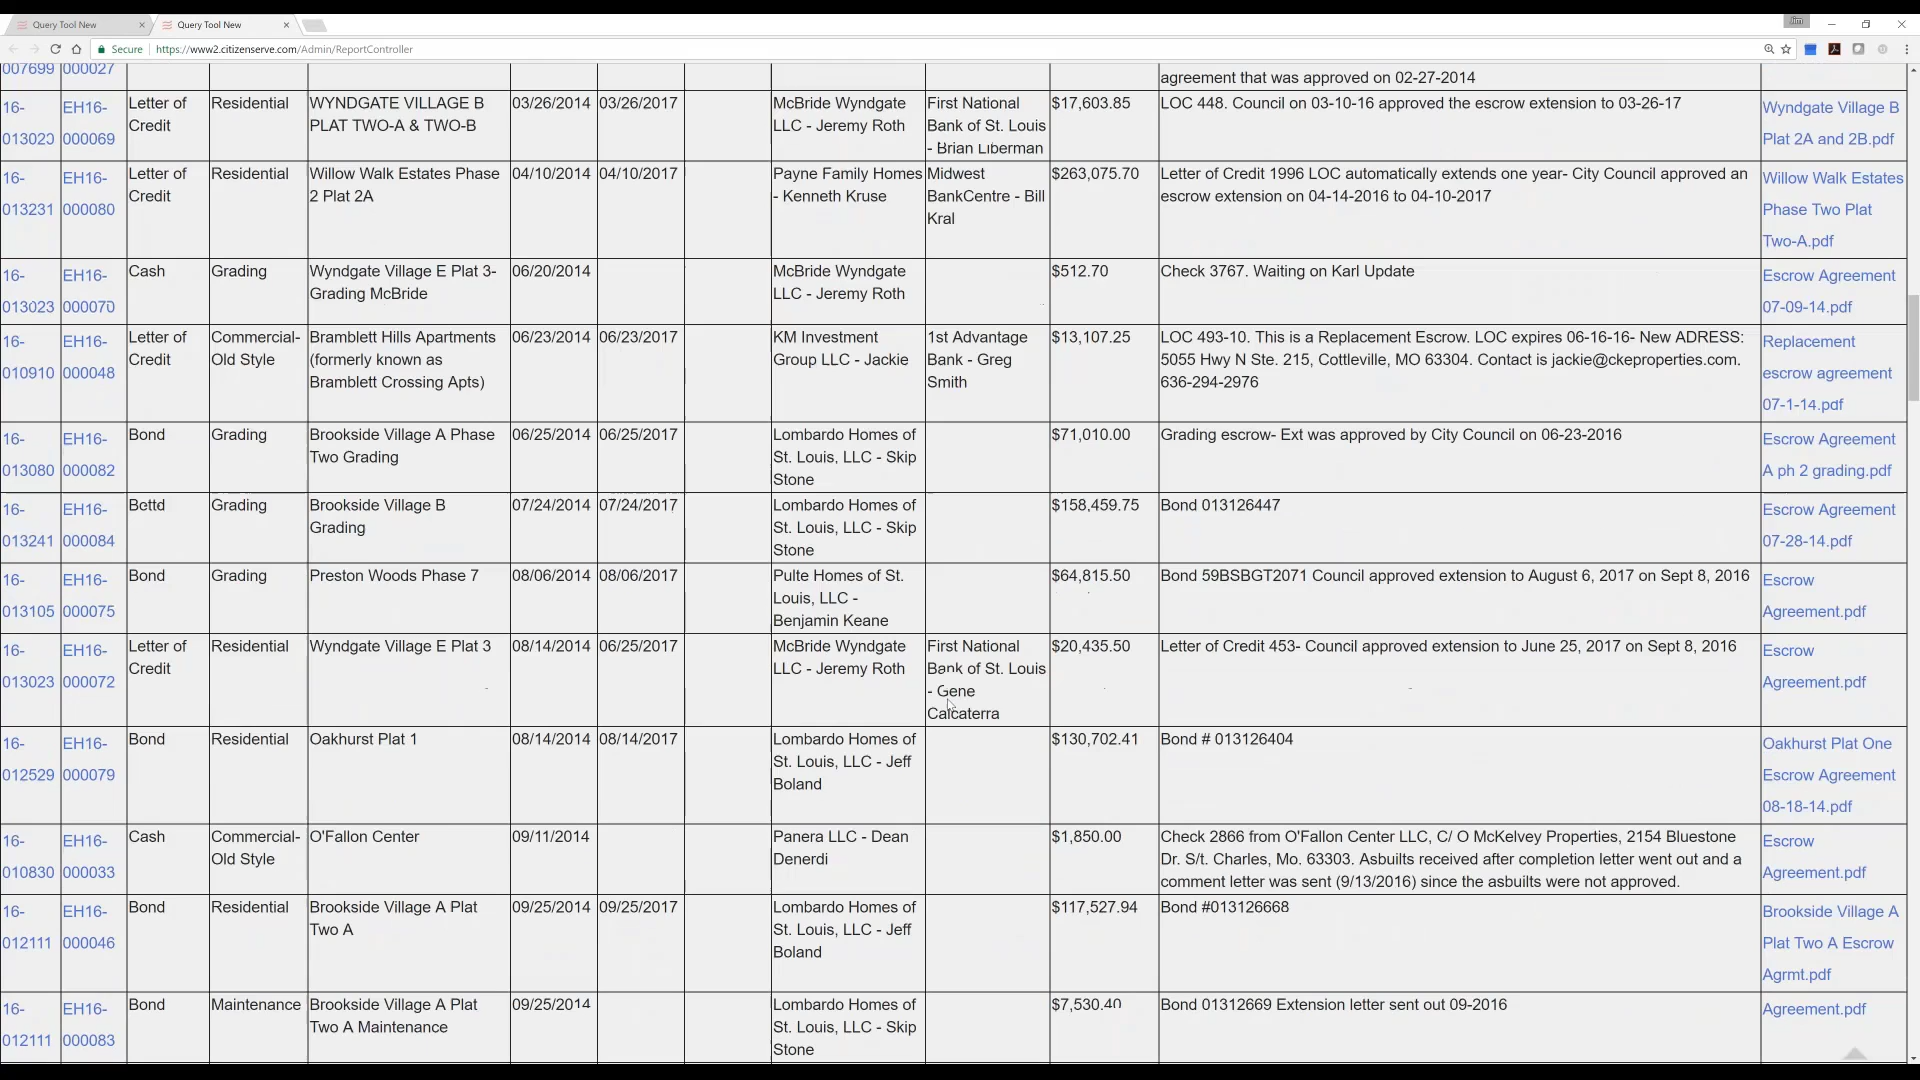 Query Tool New
Query Tool New
Jim
Secure
https://www2.citizenserve.com/Admin/ReportController
007699 000027 agreement that was approved on 02-27-2014
16- EH16- Letter of Residential WYNDGATE VILLAGE B 03/26/2014 03/26/2017 McBride Wyndgate First National $17,603.85 LOC 448. Council on 03-10-16 approved the escrow extension to 03-26-17 Wyndgate Village B
013020 000069 Credit PLAT TWO-A & TWO-B LLC - Jeremy Roth Bank of St. Louis Plat 2A and 2B.pdf
- Brian Liberman
16- EH16- Letter of Residential Willow Walk Estates Phase 04/10/2014 04/10/2017 Payne Family Homes Midwest $263,075.70 Letter of Credit 1996 LOC automatically extends one year- City Council approved an Willow Walk Estates
013231 000080 Credit 2 Plat 2A - Kenneth Kruse BankCentre - Bill escrow extension on 04-14-2016 to 04-10-2017 Phase Two Plat
Kral Two-A.pdf
16- EH16- Cash Grading Wyndgate Village E Plat 3- 06/20/2014 McBride Wyndgate $512.70 Check 3767. Waiting on Karl Update Escrow Agreement
013023 000070 Grading McBride LLC - Jeremy Roth 07-09-14.pdf
16- EH16- Letter of Commercial- Bramblett Hills Apartments 06/23/2014 06/23/2017 KM Investment 1st Advantage $13,107.25 LOC 493-10. This is a Replacement Escrow. LOC expires 06-16-16- New ADRESS: Replacement
010910 000048 Credit Old Style (formerly known as Group LLC - Jackie Bank - Greg 5055 Hwy N Ste. 215, Cottleville, MO 63304. Contact is jackie@ckeproperties.com. escrow agreement
Bramblett Crossing Apts) Smith 636-294-2976 07-1-14.pdf
16- EH16- Bond Grading Brookside Village A Phase 06/25/2014 06/25/2017 Lombardo Homes of $71,010.00 Grading escrow- Ext was approved by City Council on 06-23-2016 Escrow Agreement
013080 000082 Two Grading St. Louis, LLC - Skip A ph 2 grading.pdf
Stone
16- EH16- Grading Brookside Village B 07/24/2014 07/24/2017 Lombardo Homes of $158,459.75 Bond 013126447 Escrow Agreement
013241 000084 Grading St. Louis, LLC - Skip 07-28-14.pdf
Stone
16- EH16- Bond Grading Preston Woods Phase 7 08/06/2014 08/06/2017 Pulte Homes of St. $64,815.50 Bond 59BSBGT2071 Council approved extension to August 6, 2017 on Sept 8, 2016 Escrow
013105 000075 Louis, LLC - Agreement.pdf
Benjamin Keane
16- EH16- Letter of Residential Wyndgate Village E Plat 3 08/14/2014 06/25/2017 McBride Wyndgate First National $20,435.50 Letter of Credit 453- Council approved extension to June 25, 2017 on Sept 8, 2016 Escrow
013023 000072 Credit LLC - Jeremy Roth Bank of St. Louis Agreement.pdf
- Gene
Calcaterra
16- EH16- Bond Residential Oakhurst Plat 1 08/14/2014 08/14/2017 Lombardo Homes of $130,702.41 Bond # 013126404 Oakhurst Plat One
012529 000079 St. Louis, LLC - Jeff Escrow Agreement
Boland 08-18-14.pdf
16- EH16- Cash Commercial- O'Fallon Center 09/11/2014 Panera LLC - Dean $1,850.00 Check 2866 from O'Fallon Center LLC, C/ O McKelvey Properties, 2154 Bluestone Escrow
010830 000033 Old Style Denerdi Dr. S/t. Charles, Mo. 63303. Asbuilts received after completion letter went out and a Agreement.pdf
comment letter was sent (9/13/2016) since the asbuilts were not approved.
16- EH16- Bond Residential Brookside Village A Plat 09/25/2014 09/25/2017 Lombardo Homes of $117,527.94 Bond #013126668 Brookside Village A
012111 000046 Two A St. Louis, LLC - Jeff Plat Two A Escrow
Boland Agrmt.pdf
16- EH16- Bond Maintenance Brookside Village A Plat 09/25/2014 Lombardo Homes of $7,530.40 Bond 01312669 Extension letter sent out 09-2016 Agreement.pdf
012111 000083 Two A Maintenance St. Louis, LLC - Skip
Stone